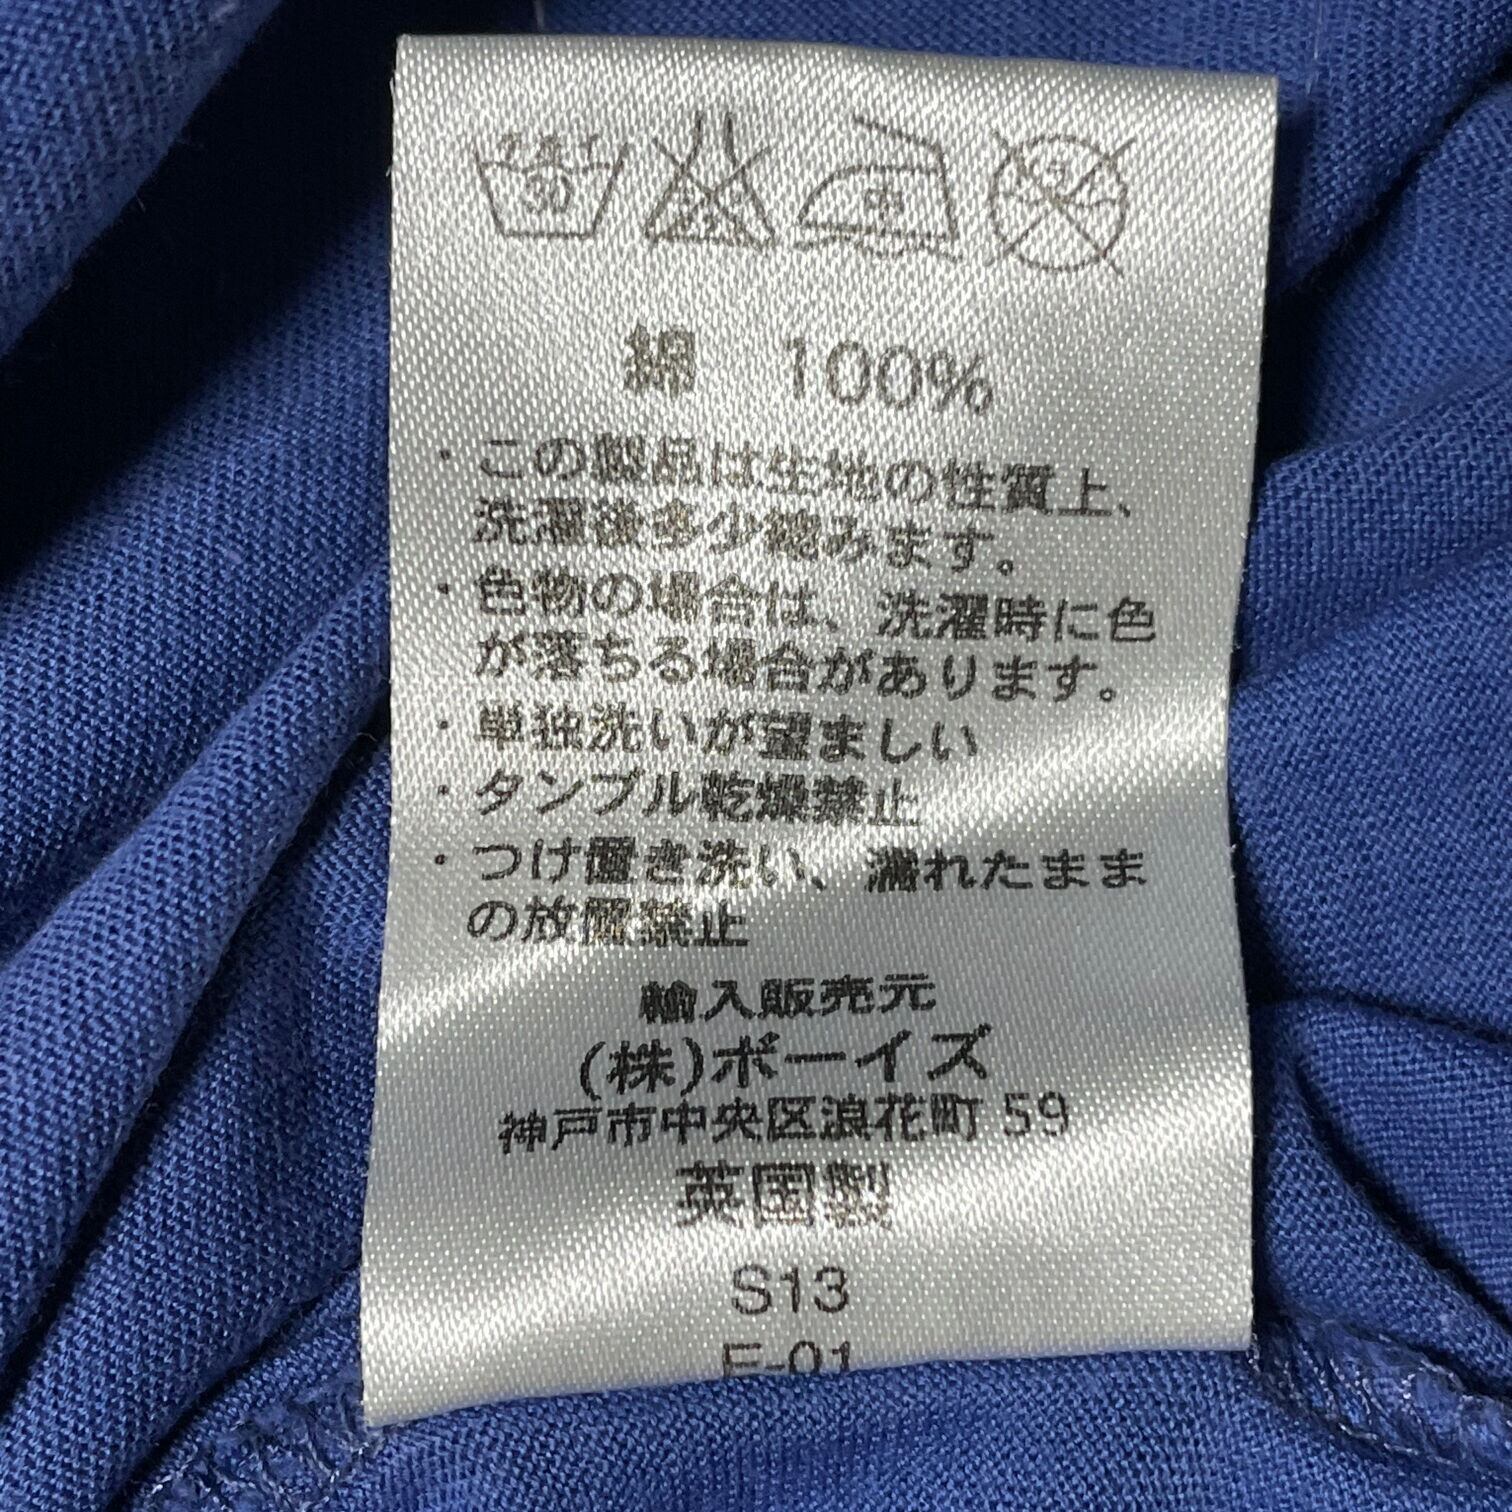 30
中
綿 100%
・この製品は生地の性質上、
洗濯後多少縮みます。
・色物の場合は、洗濯時に色
が落ちる場合があります。
・単独洗いが望ましい
・タンブル乾燥禁止
・つけ置き洗い、濡れたまま
の放置禁止
輸入販売元
(株)ボーイズ
神戸市中央区浪花町 59
英国製
S13